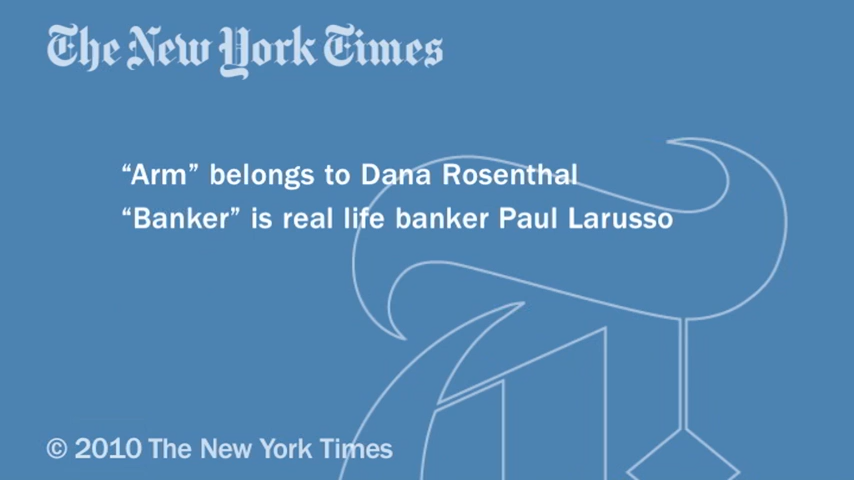 The New York Times
“Arm” belongs to Dana Rosenthal
“Banker” is real life banker Paul Larusso
© 2010 The New York Times